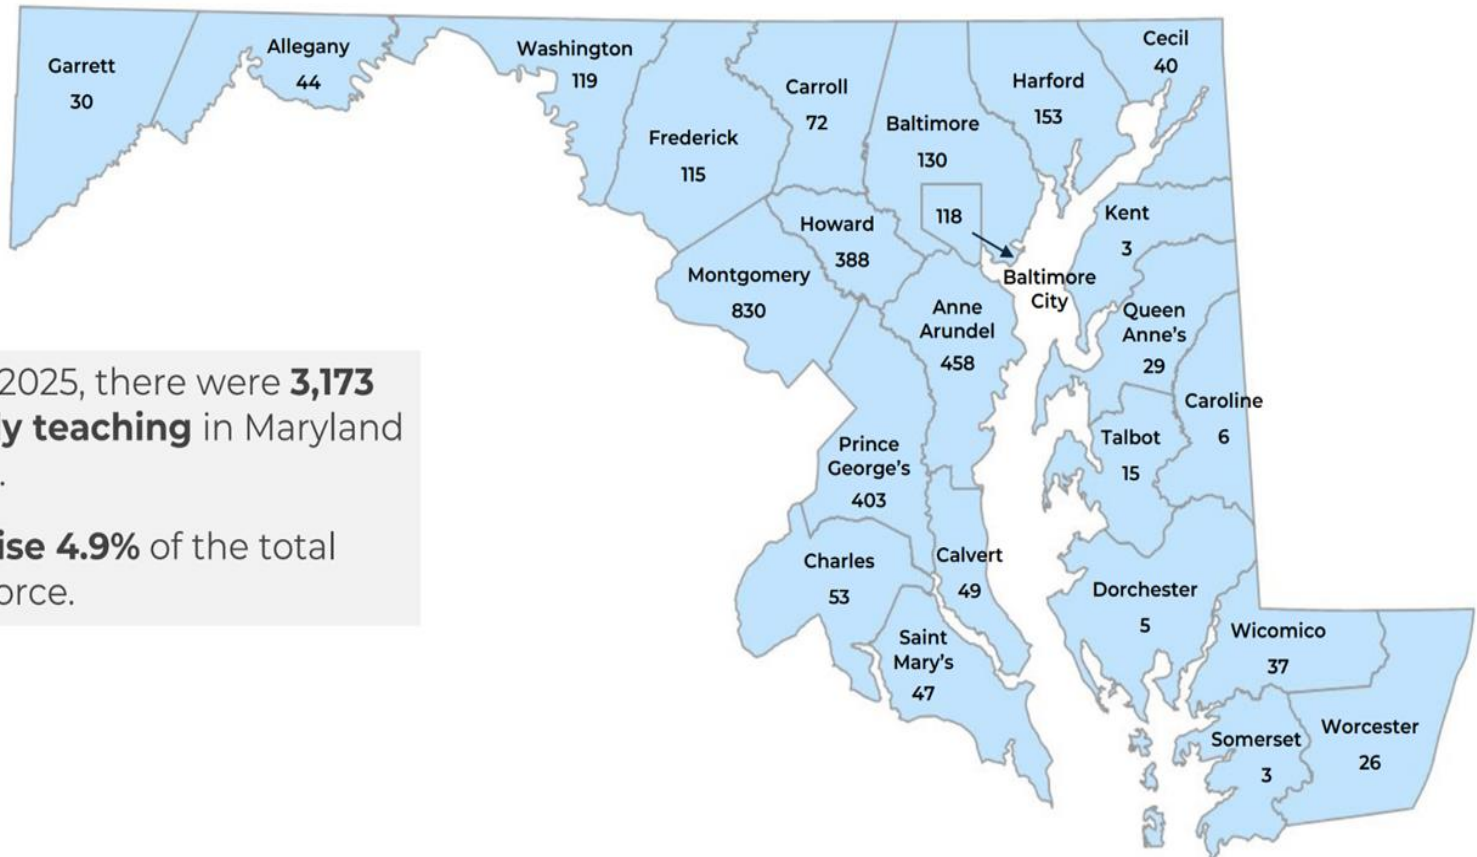 Garrett
30
Allegany
44
Washington
119
Frederick
115
Carroll
72
Baltimore
130
Harford
153
Cecil
40
Howard
388
118
Baltimore
City
Kent
3
Montgomery
830
Anne
Arundel
458
Queen
Anne's
29
Caroline
6
Talbot
15
Prince
George's
403
Charles
53
Calvert
49
Saint
Mary's
47
Dorchester
5
Wicomico
37
Somerset
3
Worcester
26
2025, there were 3,173
teaching in Maryland
.
4.9% of the total